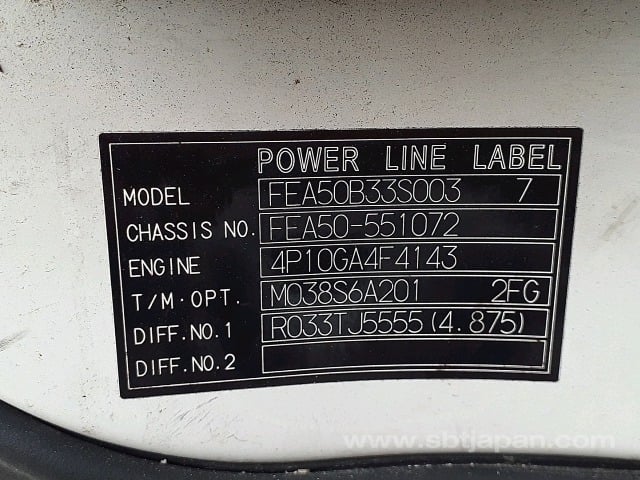 POWER LINE LABEL
MODEL FEA50B33S003 7
CHASSIS NO. FEA50-551072
ENGINE 4P10GA4F4143
T/M·OPT. M038S6A201 2FG
DIFF.NO.1 R033TJ5555(4.875)
DIFF.NO.2
www.sbtjapan.com